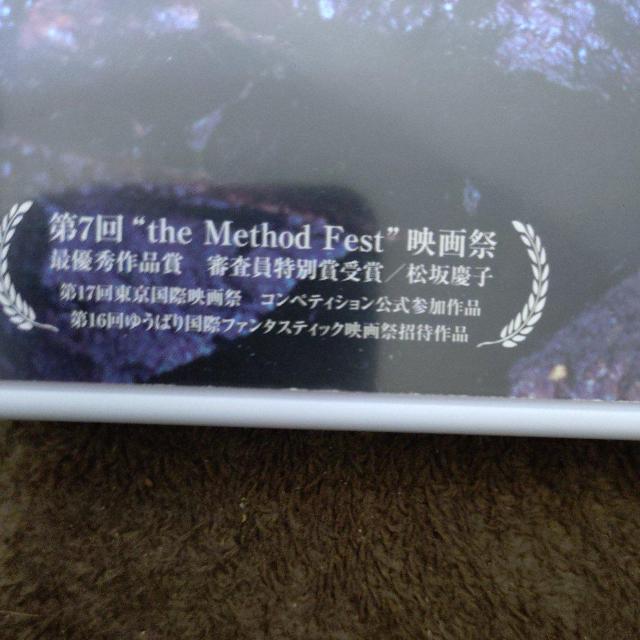 第7回“the Method Fest”映画祭
最優秀作品賞　審査員特別賞受賞／松坂慶子
第17回東京国際映画祭　コンペティション公式参加作品
第16回ゆうばり国際ファンタスティック映画祭招待作品